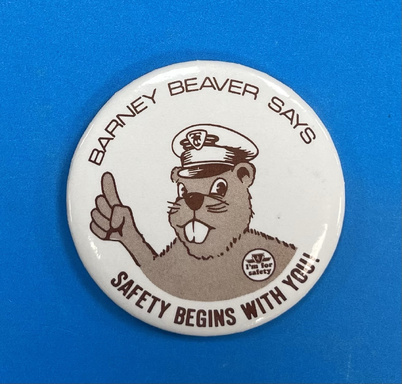 BARNEY BEAVER SAYS
I'm for
safety
SAFETY BEGINS WITH YOU!